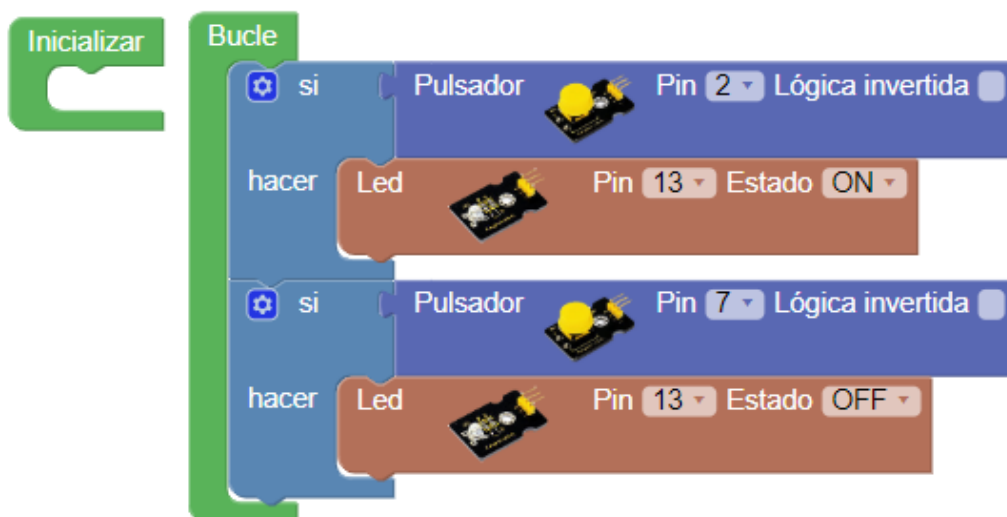 Inicializar
Bucle
si Pulsador Pin 2 Lógica invertida
hacer Led Pin 13 Estado ON
si Pulsador Pin 7 Lógica invertida
hacer Led Pin 13 Estado OFF